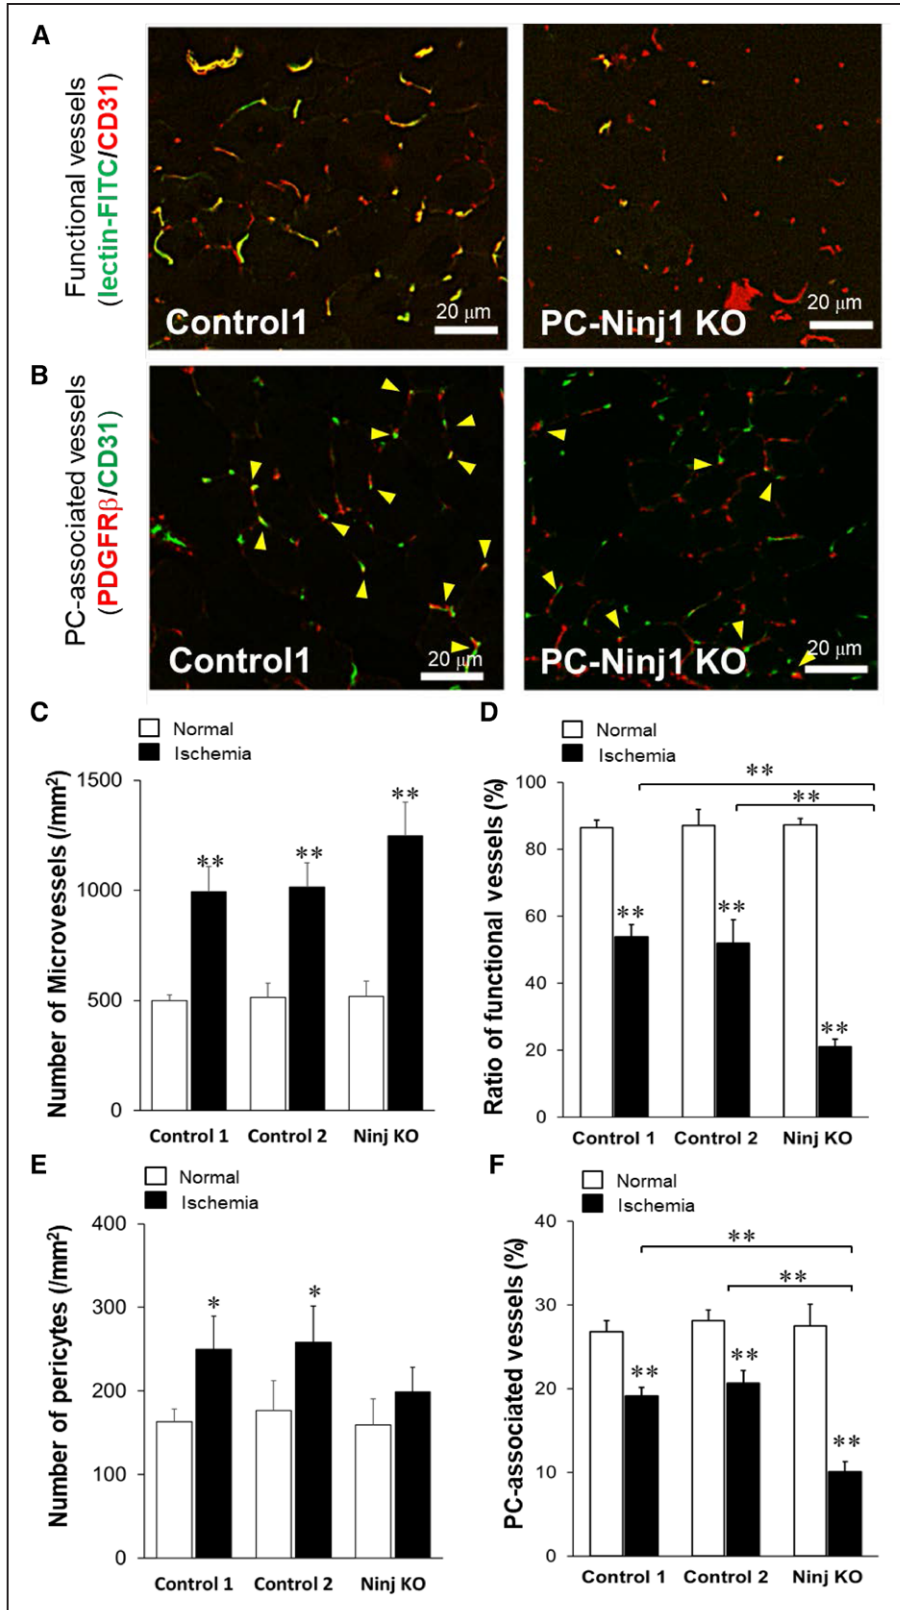 A
Functional vessels
(lectin-FITC/CD31)
Control1
20 μm
PC-Ninj1 KO
20 μm
B
PC-associated vessels
(PDGFRβ/CD31)
Control1
20 μm
PC-Ninj1 KO
20 μm
C
Normal
Ischemia
Number of Microvessels (/mm²)
1500
1000
500
0
**
**
**
Control 1
Control 2
Ninj KO
D
Normal
Ischemia
Ratio of functional vessels (%)
100
80
60
40
20
0
**
**
**
**
**
Control 1
Control 2
Ninj KO
E
Normal
Ischemia
Number of pericytes (/mm²)
400
300
200
100
0
*
*
Control 1
Control 2
Ninj KO
F
Normal
Ischemia
PC-associated vessels (%)
40
30
20
10
0
**
**
**
**
**
Control 1
Control 2
Ninj KO